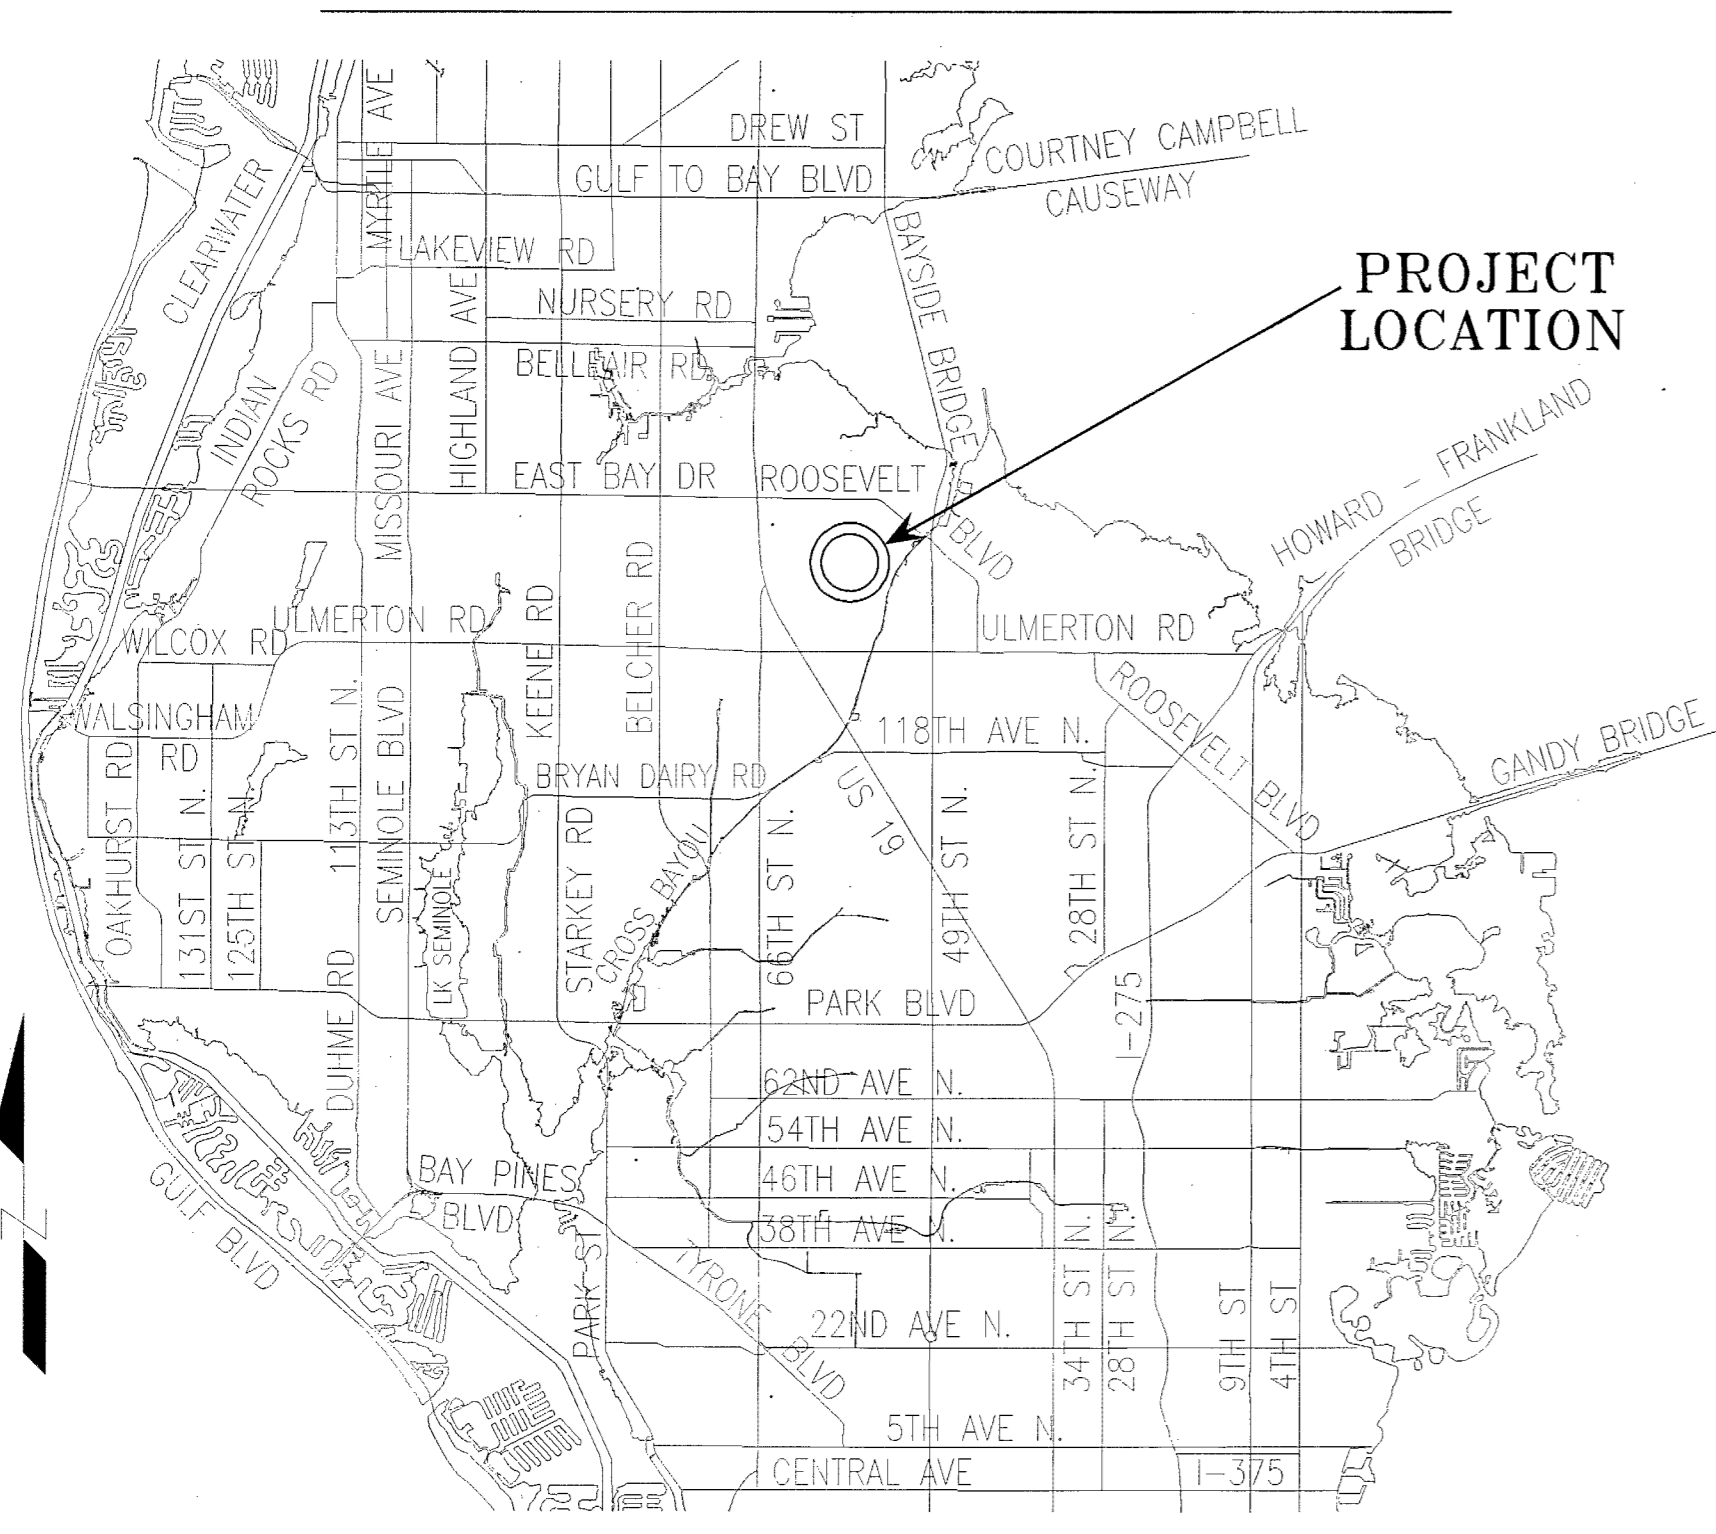 DREW ST
COURTNEY CAMPBELL
CAUSEWAY
GULF TO BAY BLVD
MYRTLE AVE
CLEARWATER
LAKEVIEW RD
BAYSIDE BRIDGE
PROJECT
LOCATION
NURSERY RD
HIGHLAND AVE
BELLEAIR RD
MISSOURI AVE
INDIAN
ROCKS RD
EAST BAY DR
ROOSEVELT
BLVD
HOWARD - FRANKLAND
BRIDGE
ULMERTON RD
ULMERTON RD
WILCOX RD
KEENE RD
BELCHER RD
WALSINGHAM
RD
113TH ST N.
SEMINOLE BLVD
118TH AVE N.
ROOSEVELT BLVD
GANDY BRIDGE
BRYAN DAIRY RD
US 19
OAKHURST RD
131ST ST N.
125TH ST N.
LK SEMINOLE
STARKEY RD
CROSS BAYOU
66TH ST N.
49TH ST N.
28TH ST N.
PARK BLVD
I-275
DUHME RD
62ND AVE N.
54TH AVE N.
BAY PINES
BLVD
46TH AVE N.
38TH AVE N.
N
GULF BLVD
PARK ST
TYRONE BLVD
22ND AVE N.
34TH ST N.
28TH ST N.
9TH ST
4TH ST
5TH AVE N.
CENTRAL AVE
I-375